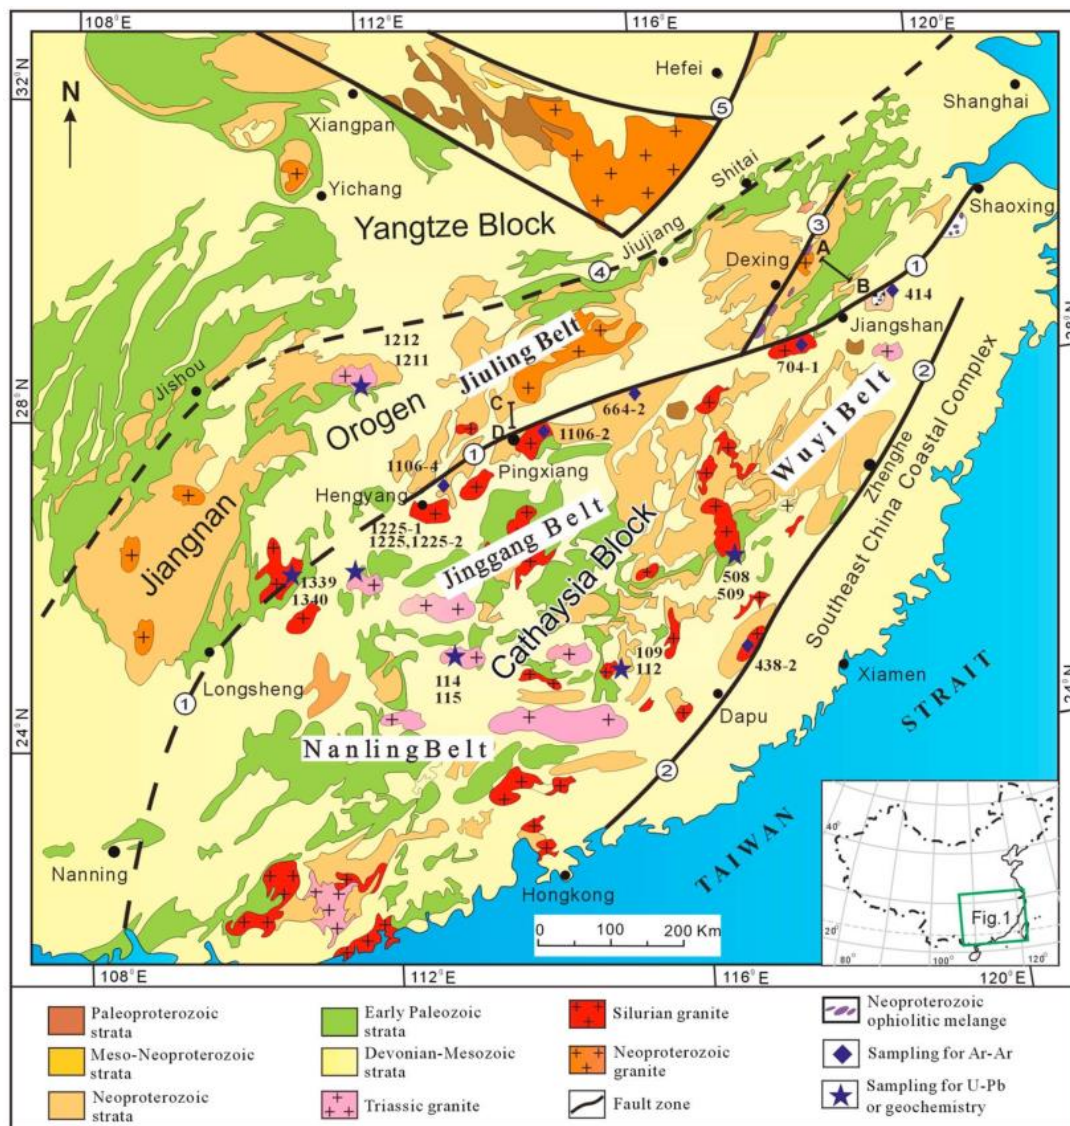 108°E
112°E
116°E
120°E
32°N
N
Hefei
5
Shanghai
Xiangpan
Shitai
Yichang
Yangtze Block
Shaoxing
Jiujiang
3
Dexing
A
4
B
1
414
28°N
1212
1211
Jiuling Belt
Jiangshan
704-1
2
Jishou
28°N
Orogen
C
664-2
Wuyi Belt
D
1106-2
1
1106-4
Pingxiang
Zhenghe
Hengyang
Southeast China Coastal Complex
1225-1
1225,1225-2
Jinggang Belt
Cathaysia Block
Jiangnan
1339
1340
508
509
109
112
438-2
114
115
Xiamen
Longsheng
1
Dapu
STRAIT
24°N
24°N
Nanling Belt
2
TAIWAN
Nanning
Hongkong
0 100 200 Km
40°
Fig.1
20°
80°
100°
120°
108°E
112°E
116°E
120°E
Paleoproterozoic
strata
Meso-Neoproterozoic
strata
Neoproterozoic
strata
Early Paleozoic
strata
Devonian-Mesozoic
strata
Triassic granite
Silurian granite
Neoproterozoic
granite
Fault zone
Neoproterozoic
ophiolitic melange
Sampling for Ar-Ar
Sampling for U-Pb
or geochemistry